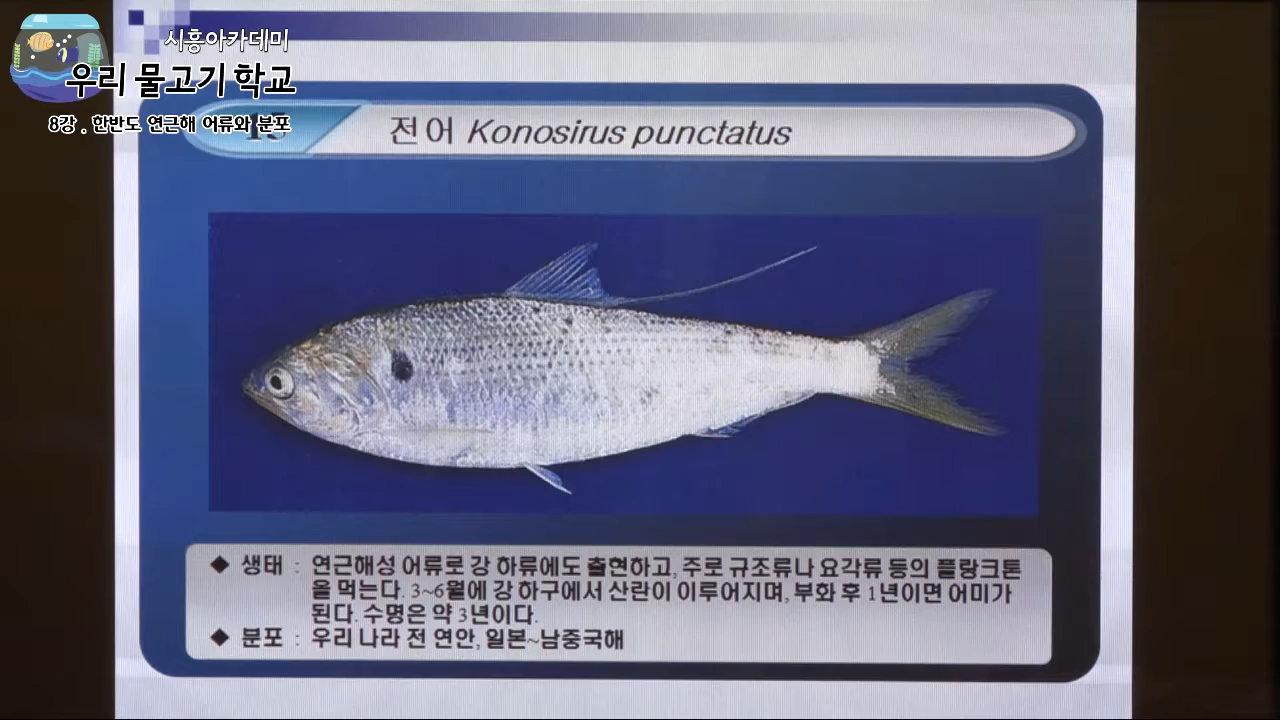 시흥아카데미
우리 물고기 학교
8강 . 한반도 연근해 어류와 분포
전어 Konosirus punctatus
◆ 생태 : 연근해성 어류로 강 하류에도 출현하고, 주로 규조류나 요각류 등의 플랑크톤
을 먹는다. 3~6월에 강 하구에서 산란이 이루어지며, 부화 후 1년이면 어미가
된다. 수명은 약 3년이다.
◆ 분포 : 우리 나라 전 연안, 일본~남중국해